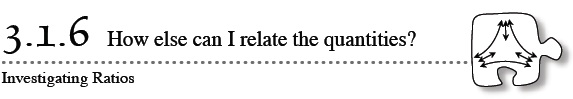 3.1.6 How else can I relate the quantities?
Investigating Ratios